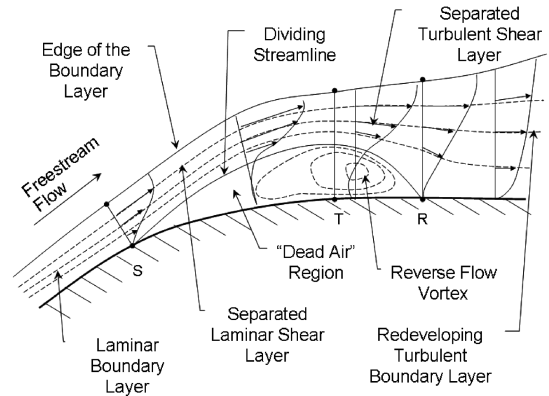 Separated
Turbulent Shear
Layer
Dividing
Streamline
Edge of the
Boundary
Layer
Freestream
Flow
S
T
R
"Dead Air"
Region
Reverse Flow
Vortex
Separated
Laminar Shear
Layer
Laminar
Boundary
Layer
Redeveloping
Turbulent
Boundary Layer